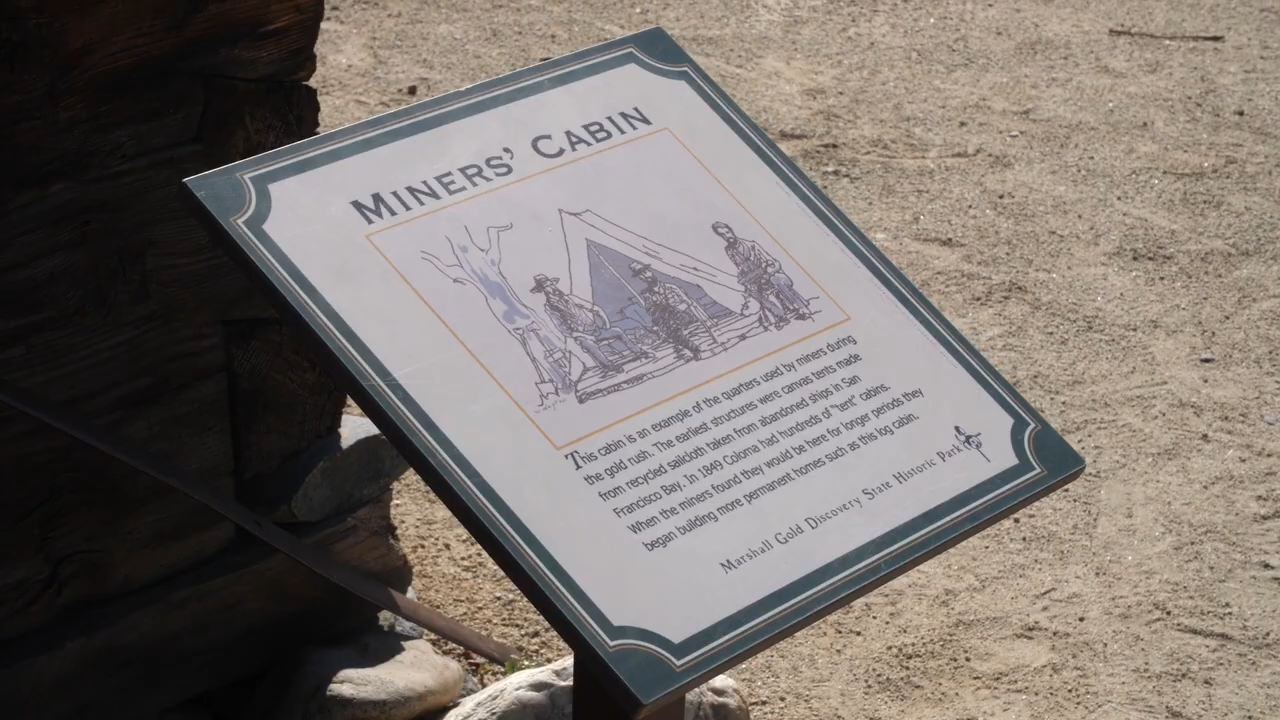 MINERS' CABIN
This cabin is an example of the quarters used by miners during
the gold rush. The earliest structures were canvas tents made
from recycled sailcloth taken from abandoned ships in San
Francisco Bay. In 1849 Coloma had hundreds of "tent" cabins.
When the miners found they would be here for longer periods they
began building more permanent homes such as this log cabin.
Marshall Gold Discovery State Historic Park